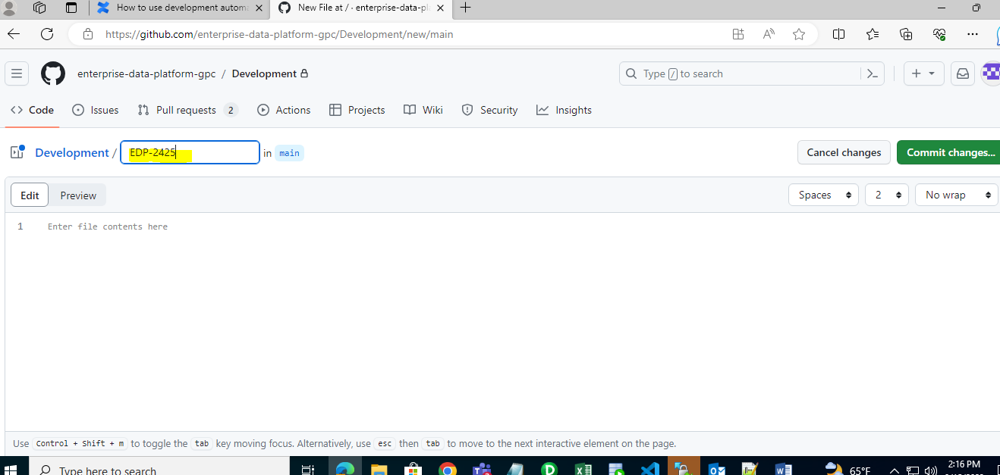 How to use development autom
New File at / · enterprise-data-pl
https://github.com/enterprise-data-platform-gpc/Development/new/main
enterprise-data-platform-gpc / Development
Type / to search
Code
Issues
Pull requests 2
Actions
Projects
Wiki
Security
Insights
Development / EDP-2425 in main
Cancel changes
Commit changes...
Edit
Preview
Spaces
2
No wrap
1 Enter file contents here
Use Control + Shift + m to toggle the tab key moving focus. Alternatively, use esc then tab to move to the next interactive element on the page.
Type here to search
65°F
2:16 PM